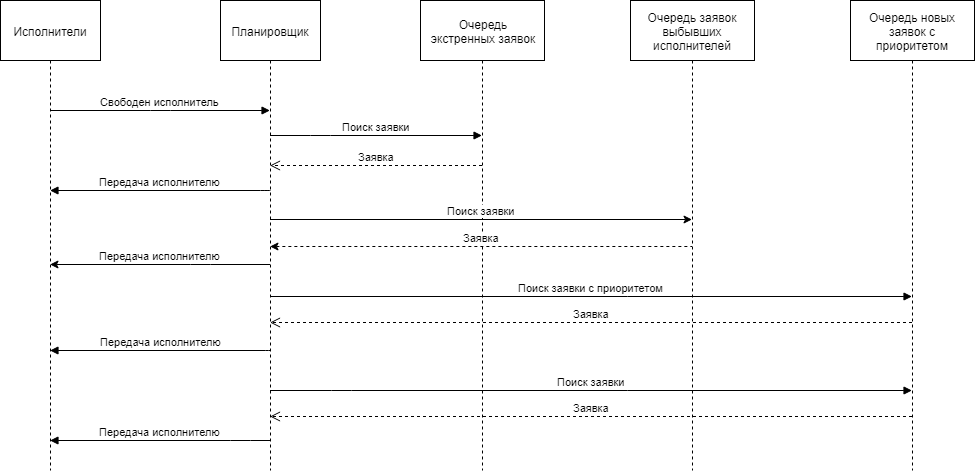 Исполнители
Планировщик
Очередь
экстренных заявок
Очередь заявок
выбывших
исполнителей
Очередь новых
заявок с
приоритетом
Свободен исполнитель
Поиск заявки
Заявка
Передача исполнителю
Поиск заявки
Заявка
Передача исполнителю
Поиск заявки с приоритетом
Заявка
Передача исполнителю
Поиск заявки
Заявка
Передача исполнителю